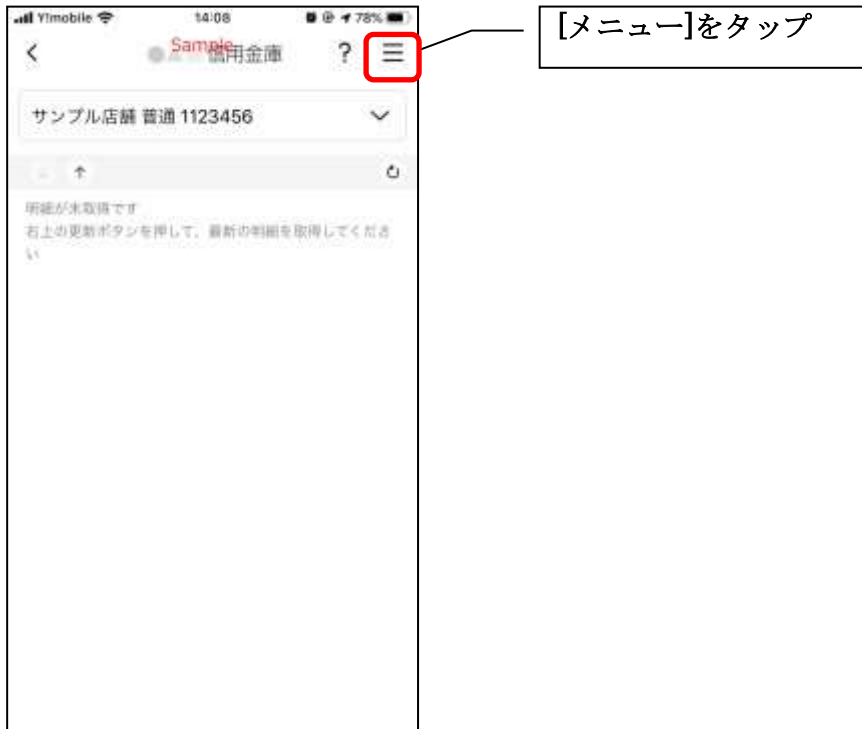 Y!mobile 14:08 78%
Sample 信用金庫 ?
[メニュー]をタップ
サンプル店舗 普通 1123456
明細が未取得です
右上の更新ボタンを押して、最新の明細を取得してくださ
い